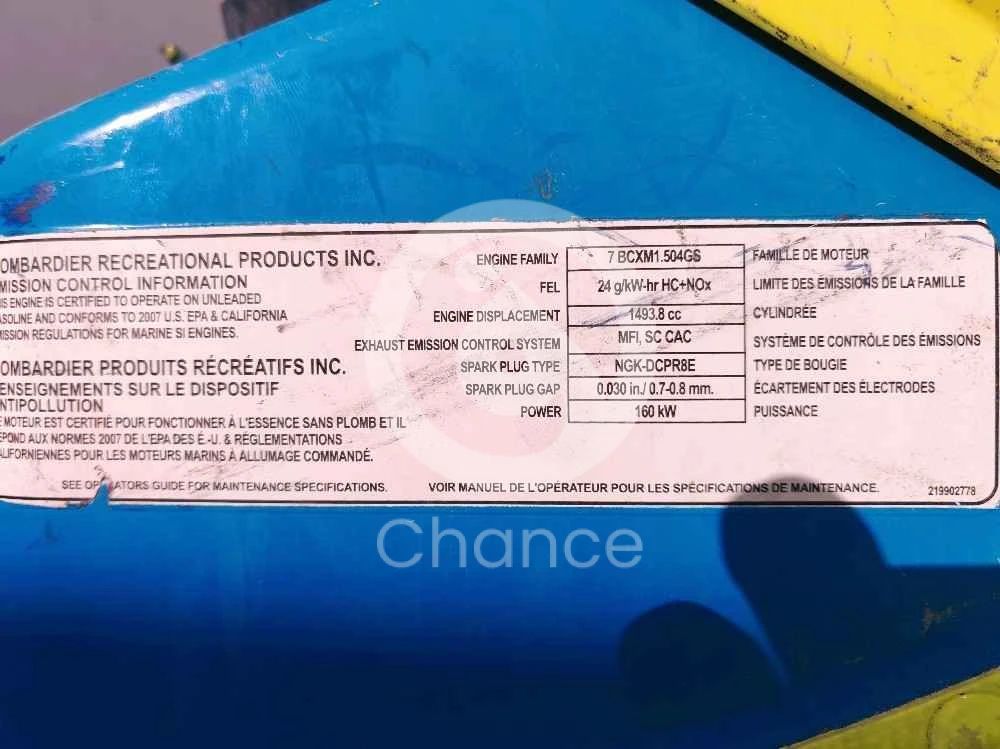 OMBARDIER RECREATIONAL PRODUCTS INC.
MISSION CONTROL INFORMATION
IS ENGINE IS CERTIFIED TO OPERATE ON UNLEADED
ASOLINE AND CONFORMS TO 2007 U.S. EPA & CALIFORNIA
MISSION REGULATIONS FOR MARINE SI ENGINES.
OMBARDIER PRODUITS RÉCRÉATIFS INC.
ENSEIGNEMENTS SUR LE DISPOSITIF
NTIPOLLUTION
E MOTEUR EST CERTIFIÉ POUR FONCTIONNER À L'ESSENCE SANS PLOMB ET IL
ÉPOND AUX NORMES 2007 DE L'EPA DES É.-U. & RÉGLEMENTATIONS
ALIFORNIENNES POUR LES MOTEURS MARINS À ALLUMAGE COMMANDÉ.
ENGINE FAMILY 7 BCXM1.504GS FAMILLE DE MOTEUR
FEL 24 g/kW-hr HC+NOx LIMITE DES ÉMISSIONS DE LA FAMILLE
ENGINE DISPLACEMENT 1493.8 cc CYLINDRÉE
EXHAUST EMISSION CONTROL SYSTEM MFI, SC CAC SYSTÈME DE CONTRÔLE DES ÉMISSIONS
SPARK PLUG TYPE NGK-DCPR8E TYPE DE BOUGIE
SPARK PLUG GAP 0.030 in./ 0.7-0.8 mm. ÉCARTEMENT DES ÉLECTRODES
POWER 160 kW PUISSANCE
SEE OPERATORS GUIDE FOR MAINTENANCE SPECIFICATIONS. VOIR MANUEL DE L'OPÉRATEUR POUR LES SPÉCIFICATIONS DE MAINTENANCE. 219902778
Chance